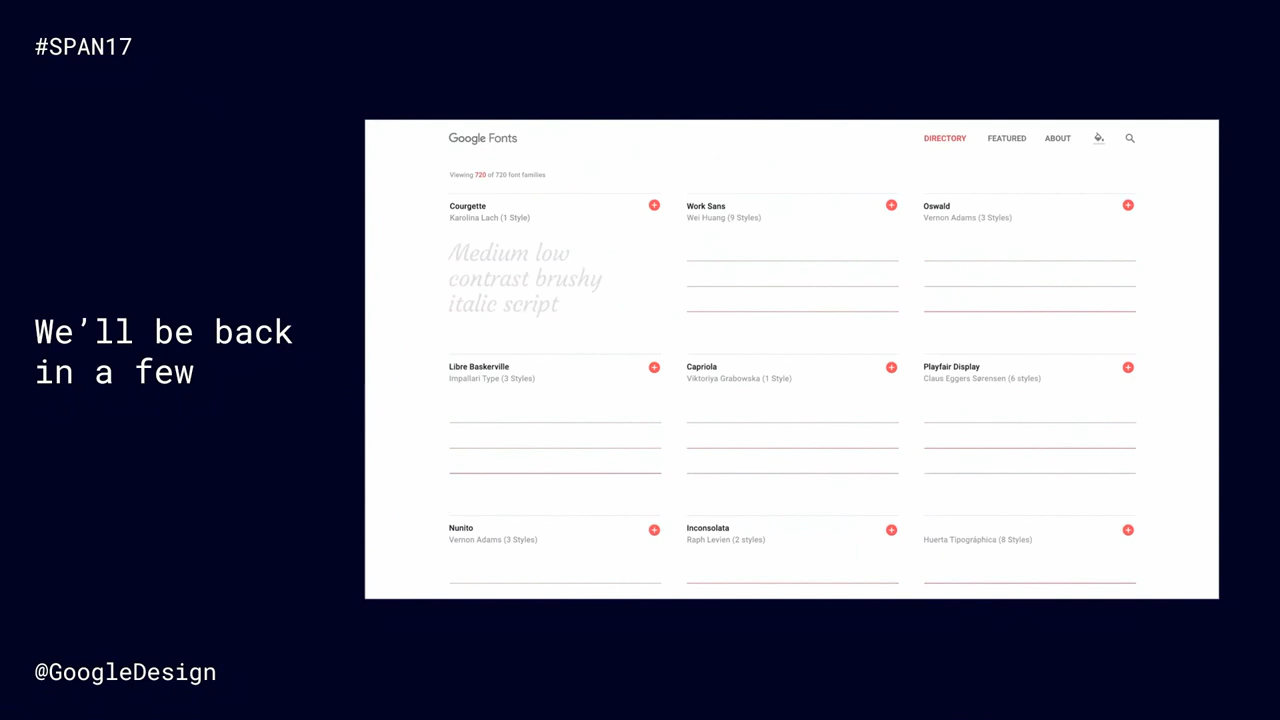 #SPAN17
We’ll be back
in a few
@GoogleDesign
Google Fonts
DIRECTORY FEATURED ABOUT
Viewing 720 of 720 font families
Courgette
Karolina Lach (1 Style)
Medium low
contrast brushy
italic script
Work Sans
Wei Huang (9 Styles)
Oswald
Vernon Adams (3 Styles)
Libre Baskerville
Impallari Type (3 Styles)
Capriola
Viktoriya Grabowska (1 Style)
Playfair Display
Claus Eggers Sørensen (6 styles)
Nunito
Vernon Adams (3 Styles)
Inconsolata
Raph Levien (2 styles)
Huerta Tipográphica (8 Styles)